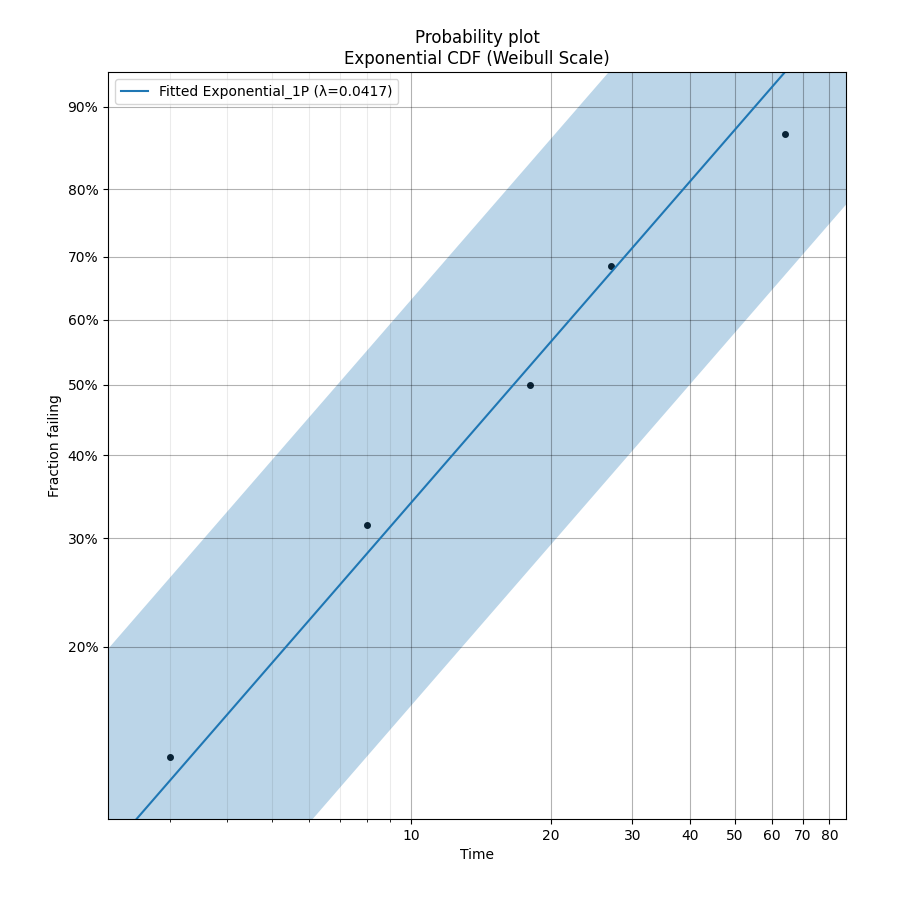 Probability plot
Exponential CDF (Weibull Scale)
Fitted Exponential_1P (λ=0.0417)
90%
80%
70%
60%
50%
40%
30%
20%
Fraction failing
10 20 30 40 50 60 70 80
Time